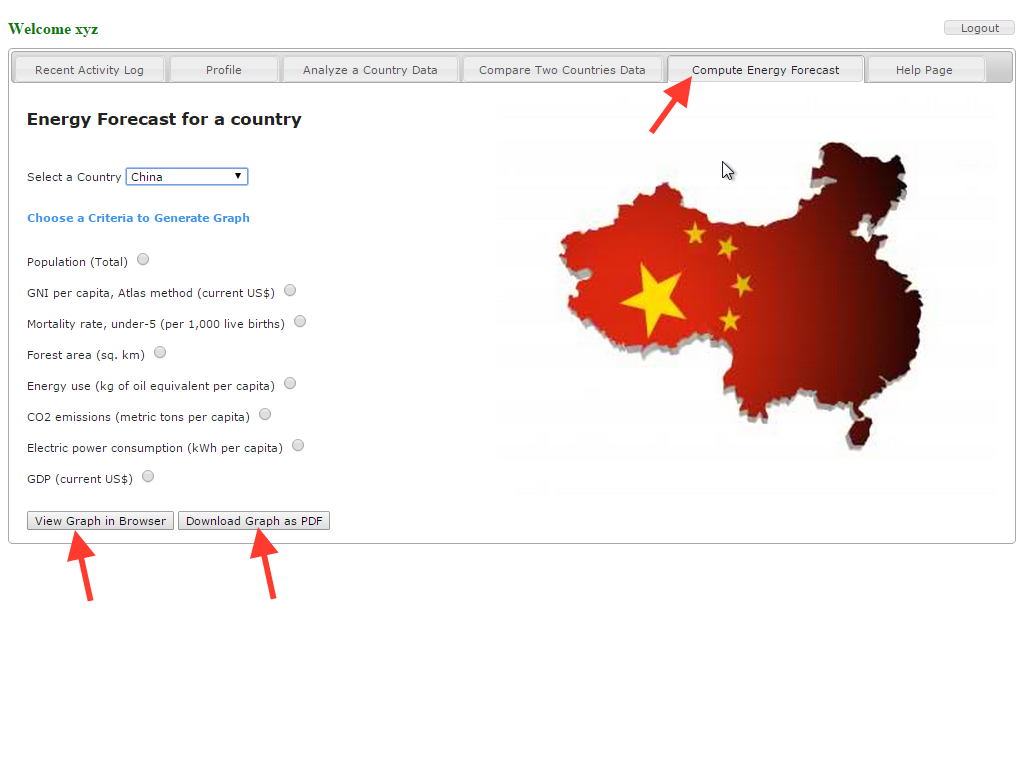 Welcome xyz
Logout
Recent Activity Log
Profile
Analyze a Country Data
Compare Two Countries Data
Compute Energy Forecast
Help Page
Energy Forecast for a country
Select a Country China
Choose a Criteria to Generate Graph
Population (Total)
GNI per capita, Atlas method (current US$)
Mortality rate, under-5 (per 1,000 live births)
Forest area (sq. km)
Energy use (kg of oil equivalent per capita)
CO2 emissions (metric tons per capita)
Electric power consumption (kWh per capita)
GDP (current US$)
View Graph in Browser
Download Graph as PDF